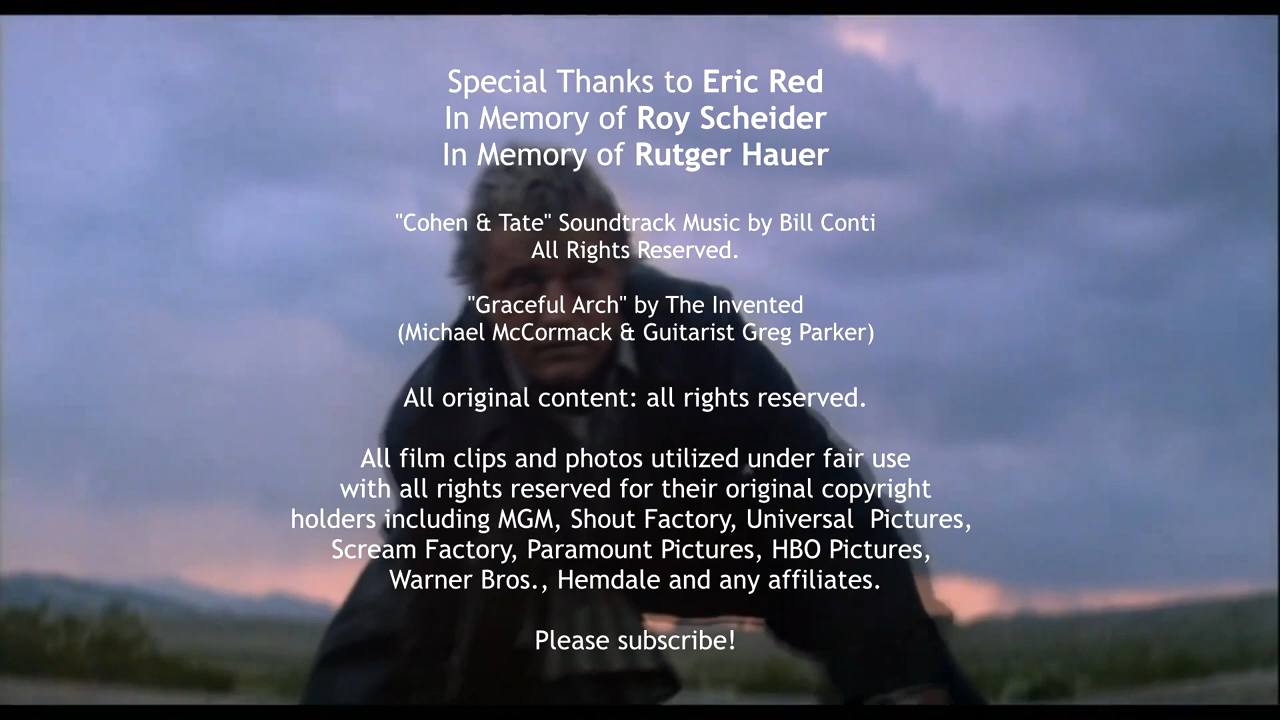 Special Thanks to Eric Red
In Memory of Roy Scheider
In Memory of Rutger Hauer
"Cohen & Tate" Soundtrack Music by Bill Conti
All Rights Reserved.
"Graceful Arch" by The Invented
(Michael McCormack & Guitarist Greg Parker)
All original content: all rights reserved.
All film clips and photos utilized under fair use
with all rights reserved for their original copyright
holders including MGM, Shout Factory, Universal  Pictures,
Scream Factory, Paramount Pictures, HBO Pictures,
Warner Bros., Hemdale and any affiliates.
Please subscribe!